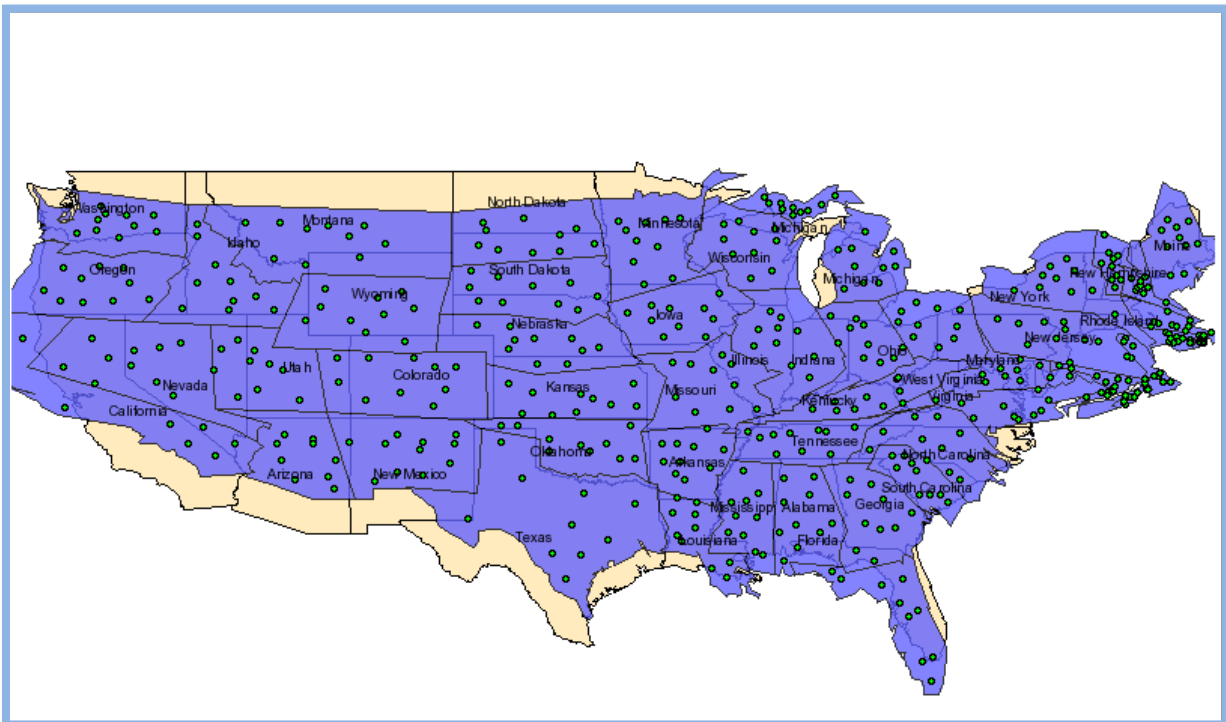 Washington
North Dakota
Montana
Minnesota
Michigan
Maine
Idaho
Oregon
South Dakota
Wisconsin
New Hampshire
Michigan
Wyoming
New York
Iowa
Rhode Island
Nebraska
New Jersey
Ohio
Illinois
Indiana
Maryland
Utah
Colorado
Nevada
Kansas
Missouri
West Virginia
Virginia
Kentucky
California
Tennessee
Oklahoma
North Carolina
Arkansas
Arizona
New Mexico
South Carolina
Mississippi
Alabama
Georgia
Texas
Louisiana
Florida